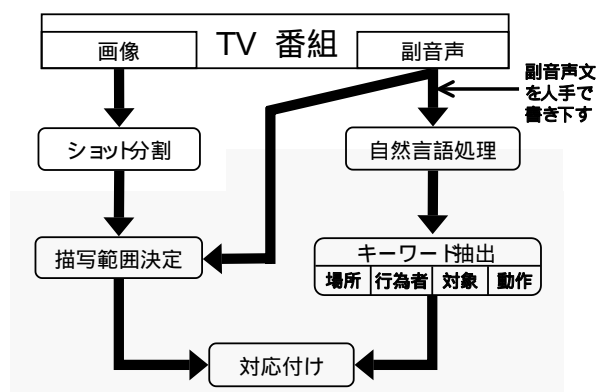 TV 番組
画像
副音声
副音声文
を人手で
書き下す
ショット分割
自然言語処理
描写範囲決定
キーワード抽出
場所 行為者 対象 動作
対応付け